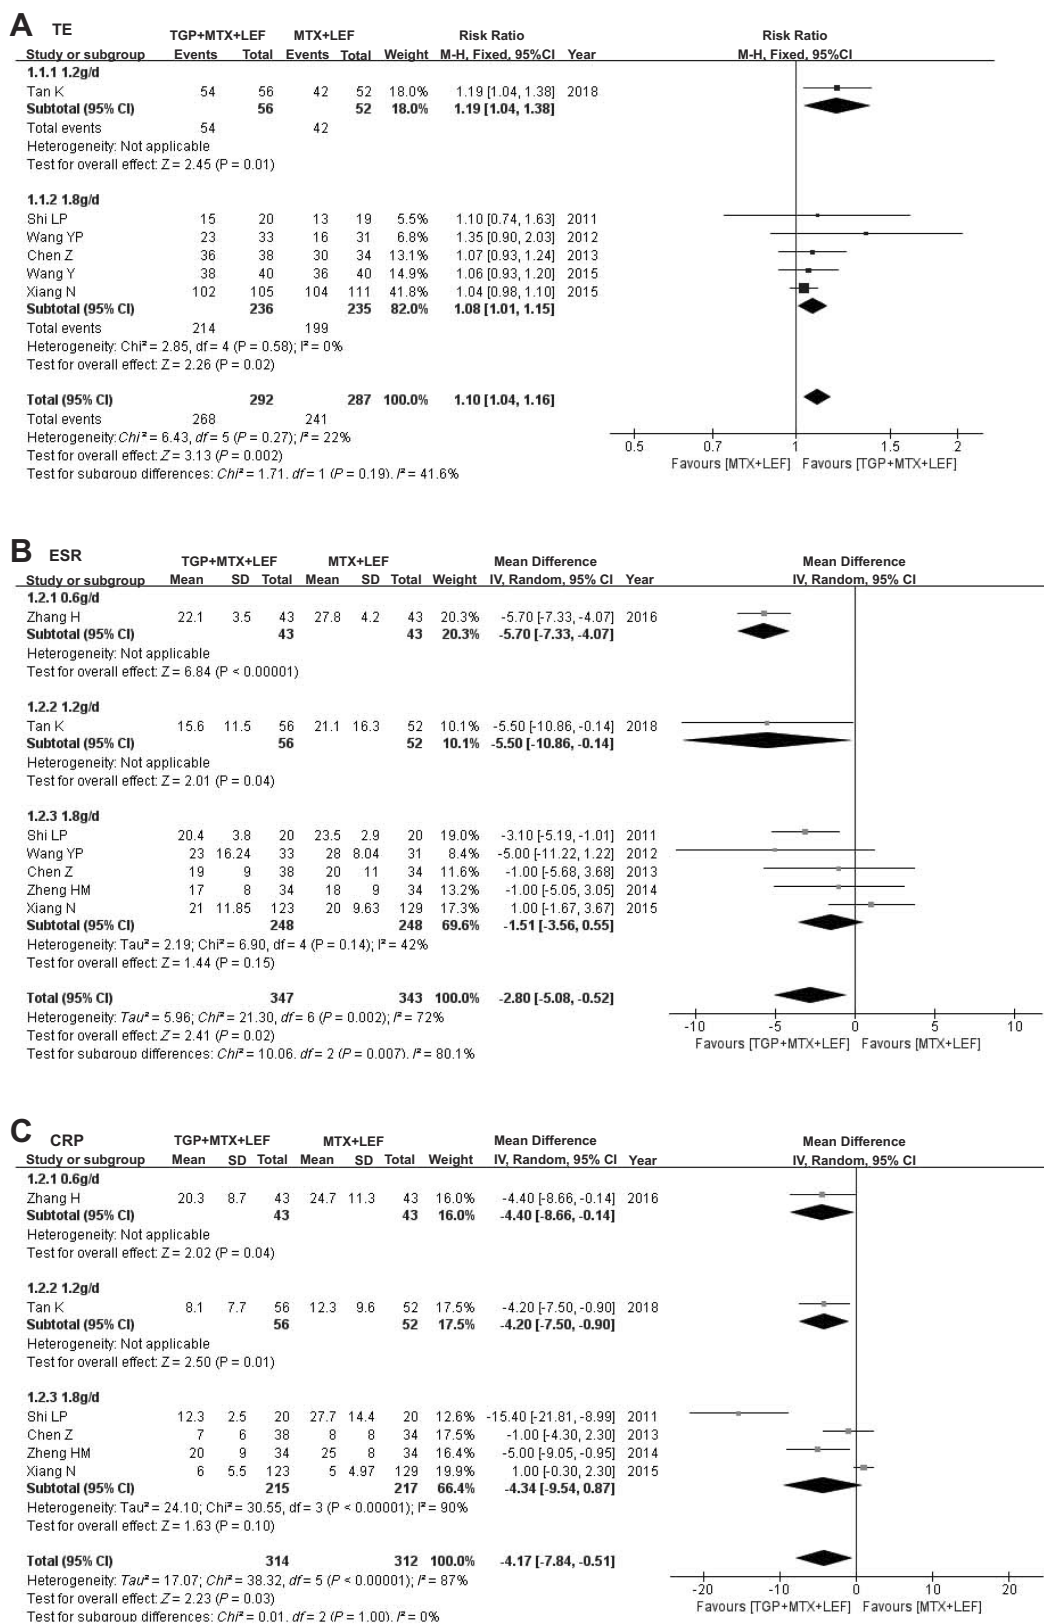 A TE
TGP+MTX+LEF MTX+LEF Risk Ratio Risk Ratio
Study or subgroup Events Total Events Total Weight M-H, Fixed, 95%CI Year M-H, Fixed, 95%CI
1.1.1 1.2g/d
Tan K 54 56 42 52 18.0% 1.19 [1.04, 1.38] 2018
Subtotal (95% CI) 56 52 18.0% 1.19 [1.04, 1.38]
Total events 54 42
Heterogeneity: Not applicable
Test for overall effect: Z = 2.45 (P = 0.01)
1.1.2 1.8g/d
Shi LP 15 20 13 19 5.5% 1.10 [0.74, 1.63] 2011
Wang YP 23 33 16 31 6.8% 1.35 [0.90, 2.03] 2012
Chen Z 36 38 30 34 13.1% 1.07 [0.93, 1.24] 2013
Wang Y 38 40 36 40 14.9% 1.06 [0.93, 1.20] 2015
Xiang N 102 105 104 111 41.8% 1.04 [0.98, 1.10] 2015
Subtotal (95% CI) 236 235 82.0% 1.08 [1.01, 1.15]
Total events 214 199
Heterogeneity: Chi² = 2.85, df = 4 (P = 0.58); I² = 0%
Test for overall effect: Z = 2.26 (P = 0.02)
Total (95% CI) 292 287 100.0% 1.10 [1.04, 1.16]
Total events 268 241
Heterogeneity: Chi² = 6.43, df = 5 (P = 0.27); I² = 22%
Test for overall effect: Z = 3.13 (P = 0.002)
Test for subgroup differences: Chi² = 1.71, df = 1 (P = 0.19), I² = 41.6%
0.5 0.7 1 1.5 2
Favours [MTX+LEF] Favours [TGP+MTX+LEF]
B ESR
TGP+MTX+LEF MTX+LEF Mean Difference Mean Difference
Study or subgroup Mean SD Total Mean SD Total Weight IV, Random, 95% CI Year IV, Random, 95% CI
1.2.1 0.6g/d
Zhang H 22.1 3.5 43 27.8 4.2 43 20.3% -5.70 [-7.33, -4.07] 2016
Subtotal (95% CI) 43 43 20.3% -5.70 [-7.33, -4.07]
Heterogeneity: Not applicable
Test for overall effect: Z = 6.84 (P < 0.00001)
1.2.2 1.2g/d
Tan K 15.6 11.5 56 21.1 16.3 52 10.1% -5.50 [-10.86, -0.14] 2018
Subtotal (95% CI) 56 52 10.1% -5.50 [-10.86, -0.14]
Heterogeneity: Not applicable
Test for overall effect: Z = 2.01 (P = 0.04)
1.2.3 1.8g/d
Shi LP 20.4 3.8 20 23.5 2.9 20 19.0% -3.10 [-5.19, -1.01] 2011
Wang YP 23 16.24 33 28 8.04 31 8.4% -5.00 [-11.22, 1.22] 2012
Chen Z 19 9 38 20 11 34 11.6% -1.00 [-5.68, 3.68] 2013
Zheng HM 17 8 34 18 9 34 13.2% -1.00 [-5.05, 3.05] 2014
Xiang N 21 11.85 123 20 9.63 129 17.3% 1.00 [-1.67, 3.67] 2015
Subtotal (95% CI) 248 248 69.6% -1.51 [-3.56, 0.55]
Heterogeneity: Tau² = 2.19; Chi² = 6.90, df = 4 (P = 0.14); I² = 42%
Test for overall effect: Z = 1.44 (P = 0.15)
Total (95% CI) 347 343 100.0% -2.80 [-5.08, -0.52]
Heterogeneity: Tau² = 5.96; Chi² = 21.30, df = 6 (P = 0.002); I² = 72%
Test for overall effect: Z = 2.41 (P = 0.02)
Test for subgroup differences: Chi² = 10.06, df = 2 (P = 0.007), I² = 80.1%
-10 -5 0 5 10
Favours [TGP+MTX+LEF] Favours [MTX+LEF]
C CRP
TGP+MTX+LEF MTX+LEF Mean Difference Mean Difference
Study or subgroup Mean SD Total Mean SD Total Weight IV, Random, 95% CI Year IV, Random, 95% CI
1.2.1 0.6g/d
Zhang H 20.3 8.7 43 24.7 11.3 43 16.0% -4.40 [-8.66, -0.14] 2016
Subtotal (95% CI) 43 43 16.0% -4.40 [-8.66, -0.14]
Heterogeneity: Not applicable
Test for overall effect: Z = 2.02 (P = 0.04)
1.2.2 1.2g/d
Tan K 8.1 7.7 56 12.3 9.6 52 17.5% -4.20 [-7.50, -0.90] 2018
Subtotal (95% CI) 56 52 17.5% -4.20 [-7.50, -0.90]
Heterogeneity: Not applicable
Test for overall effect: Z = 2.50 (P = 0.01)
1.2.3 1.8g/d
Shi LP 12.3 2.5 20 27.7 14.4 20 12.6% -15.40 [-21.81, -8.99] 2011
Chen Z 7 6 38 8 8 34 17.5% -1.00 [-4.30, 2.30] 2013
Zheng HM 20 9 34 25 8 34 16.4% -5.00 [-9.05, -0.95] 2014
Xiang N 6 5.5 123 5 4.97 129 19.9% 1.00 [-0.30, 2.30] 2015
Subtotal (95% CI) 215 217 66.4% -4.34 [-9.54, 0.87]
Heterogeneity: Tau² = 24.10; Chi² = 30.55, df = 3 (P < 0.00001); I² = 90%
Test for overall effect: Z = 1.63 (P = 0.10)
Total (95% CI) 314 312 100.0% -4.17 [-7.84, -0.51]
Heterogeneity: Tau² = 17.07; Chi² = 38.32, df = 5 (P < 0.00001); I² = 87%
Test for overall effect: Z = 2.23 (P = 0.03)
Test for subgroup differences: Chi² = 0.01, df = 2 (P = 1.00), I² = 0%
-20 -10 0 10 20
Favours [TGP+MTX+LEF] Favours [MTX+LEF]